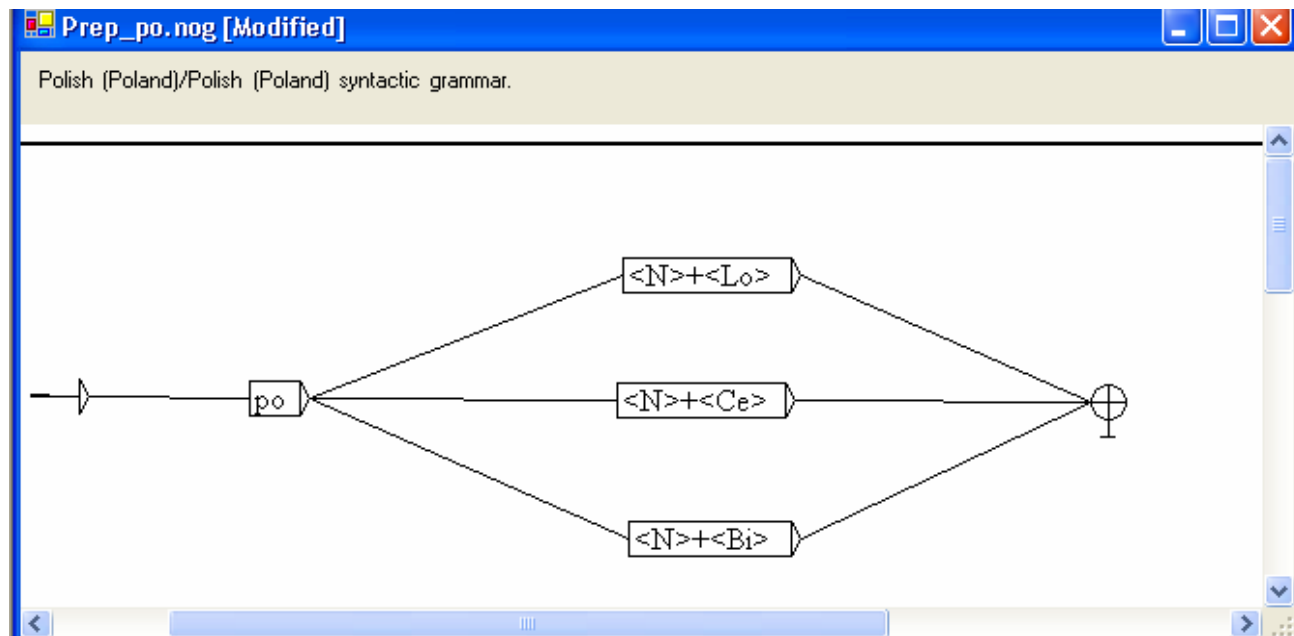 Prep_po.nog [Modified]
Polish (Poland)/Polish (Poland) syntactic grammar.
<N>+<Lo>
po
<N>+<Ce>
<N>+<Bi>